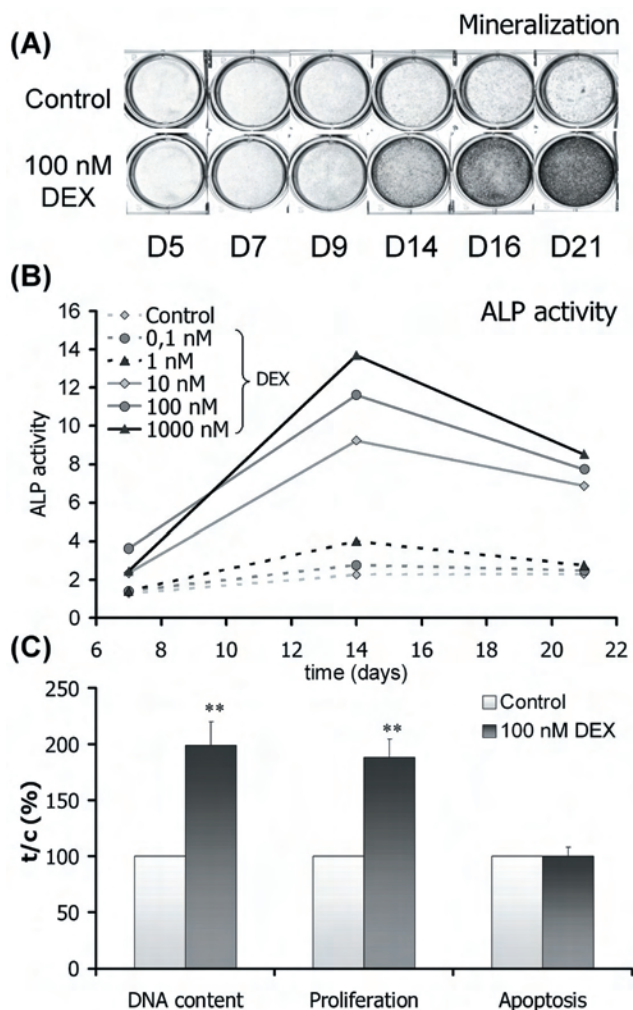 Mineralization
(A)
Control
100 nM
DEX
D5 D7 D9 D14 D16 D21
(B)
ALP activity
16
14
12
10
8
6
4
2
0
ALP activity
Control
0,1 nM
1 nM
10 nM
100 nM
1000 nM
DEX
6 8 10 12 14 16 18 20 22
time (days)
(C)
250
200
150
100
50
0
t/c (%)
Control
100 nM DEX
**
**
DNA content Proliferation Apoptosis